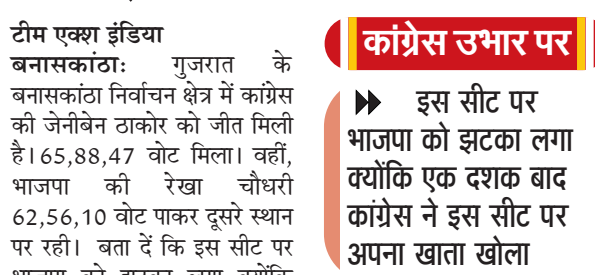 टीम एक्श इंडिया
बनासकांठाः गुजरात के
बनासकांठा निर्वाचन क्षेत्र में कांग्रेस
की जेनीबेन ठाकोर को जीत मिली
है।65,88,47 वोट मिला। वहीं,
भाजपा की रेखा चौधरी
62,56,10 वोट पाकर दूसरे स्थान
पर रही। बता दें कि इस सीट पर
कांग्रेस उभार पर
इस सीट पर
भाजपा को झटका लगा
क्योंकि एक दशक बाद
कांग्रेस ने इस सीट पर
अपना खाता खोला